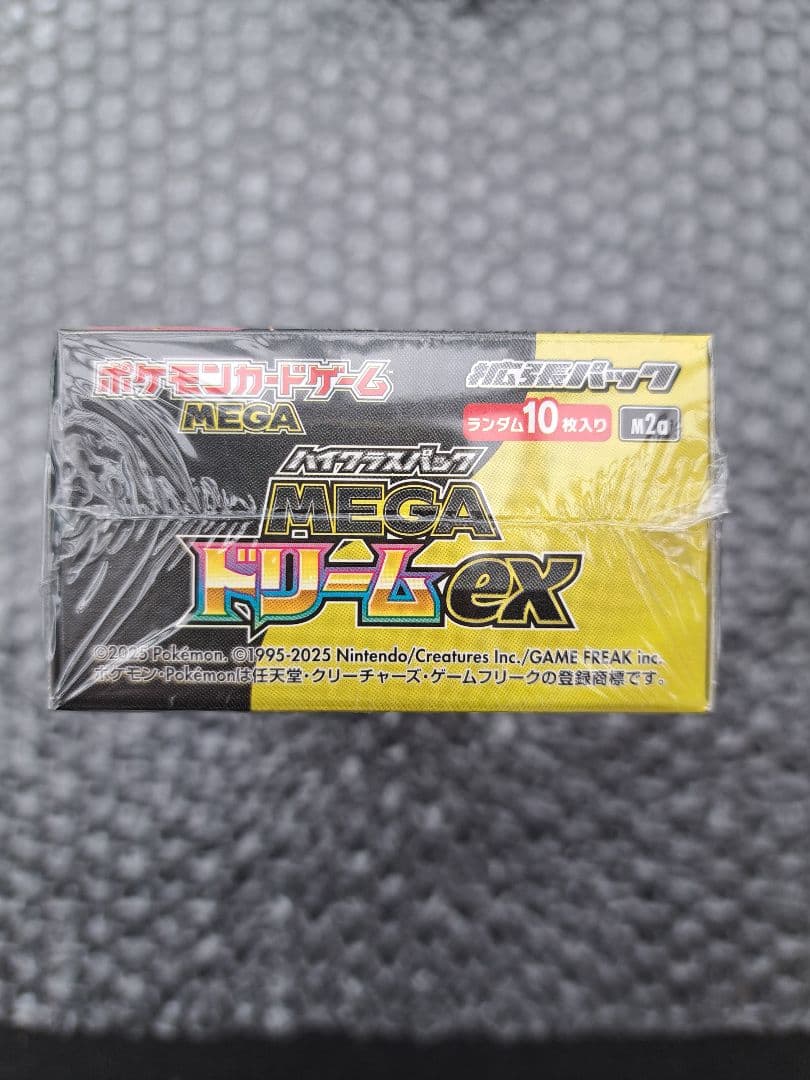 ポケモンカードゲーム 拡張パック
MEGA ランダム10枚入り M2a
ハイクラスパック
MEGA
ドリームex
©2025 Pokémon. ©1995-2025 Nintendo/Creatures Inc./GAME FREAK inc.
ポケモン・Pokémonは任天堂・クリーチャーズ・ゲームフリークの登録商標です。